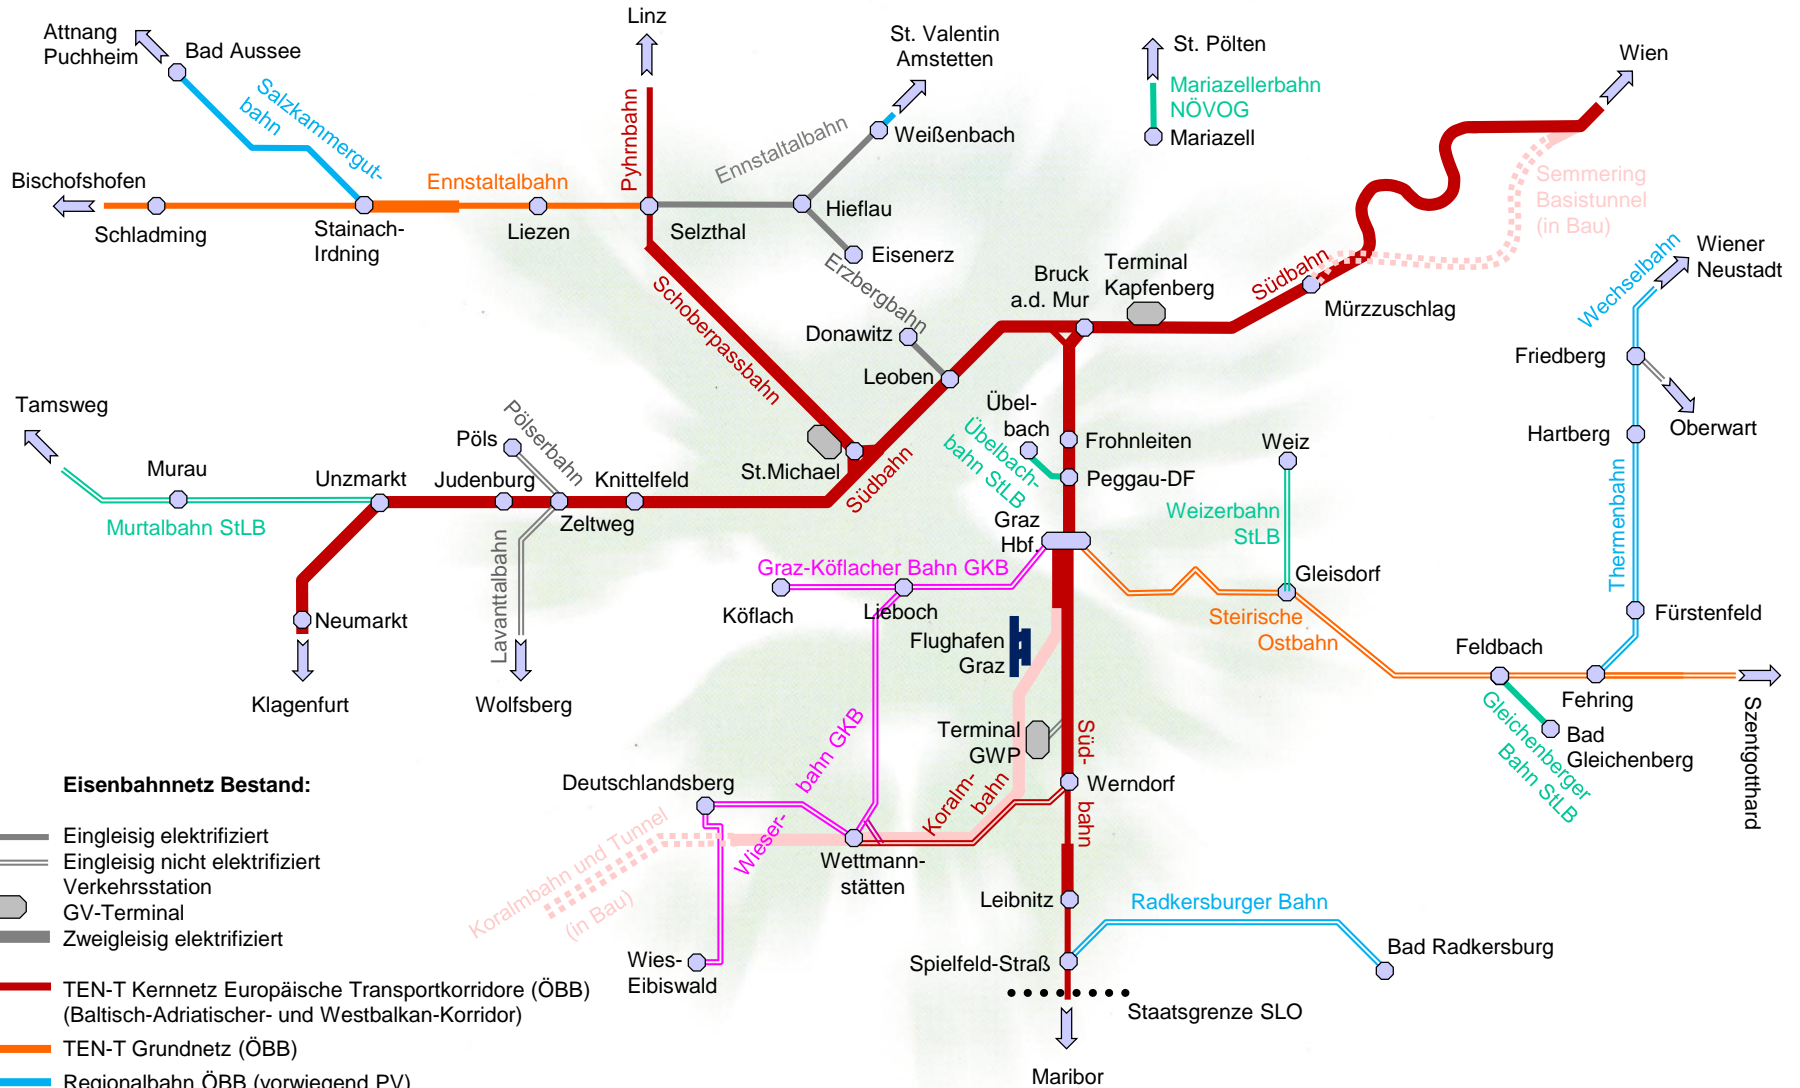 Linz
Attnang
Puchheim
Bad Aussee
St. Valentin
Amstetten
St. Pölten
Wien
Salzkammergut-
bahn
Pyhrnbahn
Ennstalbahn
Weißenbach
Mariazellerbahn
NÖVOG
Mariazell
Bischofshofen
Ennstaltalbahn
Schladming
Stainach-
Irdning
Liezen
Selzthal
Hieflau
Eisenerz
Semmering
Basistunnel
(in Bau)
Erzbergbahn
Schoberpassbahn
Donawitz
Leoben
Bruck
a.d. Mur
Terminal
Kapfenberg
Südbahn
Mürzzuschlag
Wechselbahn
Wiener
Neustadt
Friedberg
Oberwart
Hartberg
Tamsweg
Murau
Murtalbahn StLB
Unzmarkt
Pöls
Pölserbahn
Judenburg
Zeltweg
Knittelfeld
St.Michael
Südbahn
Übel-
bach
Übelbach-
bahn StLB
Frohnleiten
Peggau-DF
Weiz
Weizerbahn
StLB
Graz
Hbf.
Gleisdorf
Thermenbahn
Lavanttalbahn
Graz-Köflacher Bahn GKB
Köflach
Lieboch
Steirische
Ostbahn
Fürstenfeld
Neumarkt
Klagenfurt
Wolfsberg
Flughafen
Graz
Feldbach
Fehring
Szentgotthard
Gleichenberger
Bahn StLB
Bad
Gleichenberg
Terminal
GWP
Süd-
bahn
Werndorf
Deutschlandsberg
Wieser-
bahn GKB
Koralm-
bahn
Koralmbahn und Tunnel
(in Bau)
Wettmann-
stätten
Leibnitz
Radkersburger Bahn
Bad Radkersburg
Wies-
Eibiswald
Spielfeld-Straß
Staatsgrenze SLO
Maribor
Eisenbahnnetz Bestand:
Eingleisig elektrifiziert
Eingleisig nicht elektrifiziert
Verkehrsstation
GV-Terminal
Zweigleisig elektrifiziert
TEN-T Kernnetz Europäische Transportkorridore (ÖBB)
(Baltisch-Adriatischer- und Westbalkan-Korridor)
TEN-T Grundnetz (ÖBB)
Regionalbahn ÖBB (vorwiegend PV)